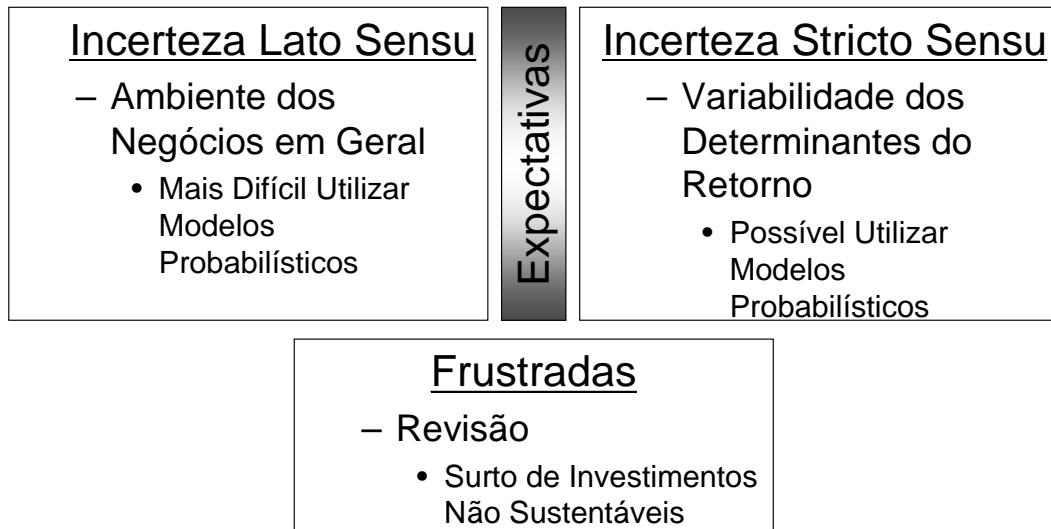 Incerteza Lato Sensu
– Ambiente dos
Negócios em Geral
• Mais Difícil Utilizar
Modelos
Probabilísticos
Expectativas
Incerteza Stricto Sensu
– Variabilidade dos
Determinantes do
Retorno
• Possível Utilizar
Modelos
Probabilísticos
Frustradas
– Revisão
• Surto de Investimentos
Não Sustentáveis